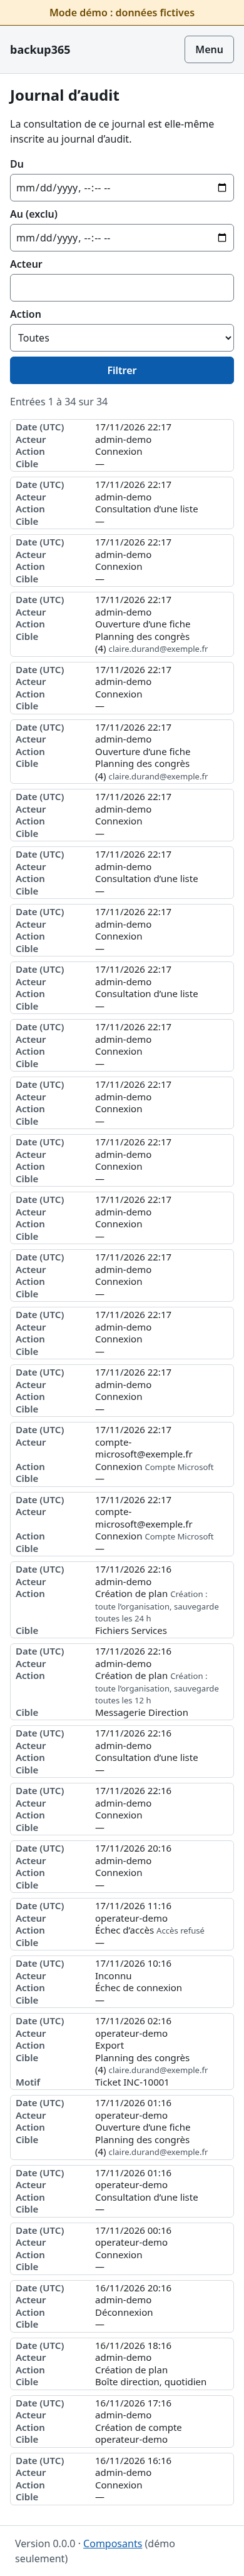 Mode démo : données fictives
backup365
Menu
Journal d’audit
La consultation de ce journal est elle-même
inscrite au journal d’audit.
Du
mm/dd/yyyy, --:-- --
Au (exclu)
mm/dd/yyyy, --:-- --
Acteur
Action
Toutes
Filtrer
Entrées 1 à 34 sur 34
Date (UTC) 17/11/2026 22:17
Acteur admin-demo
Action Connexion
Cible —
Date (UTC) 17/11/2026 22:17
Acteur admin-demo
Action Consultation d’une liste
Cible —
Date (UTC) 17/11/2026 22:17
Acteur admin-demo
Action Connexion
Cible —
Date (UTC) 17/11/2026 22:17
Acteur admin-demo
Action Ouverture d’une fiche
Cible Planning des congrès
(4) claire.durand@exemple.fr
Date (UTC) 17/11/2026 22:17
Acteur admin-demo
Action Connexion
Cible —
Date (UTC) 17/11/2026 22:17
Acteur admin-demo
Action Ouverture d’une fiche
Cible Planning des congrès
(4) claire.durand@exemple.fr
Date (UTC) 17/11/2026 22:17
Acteur admin-demo
Action Connexion
Cible —
Date (UTC) 17/11/2026 22:17
Acteur admin-demo
Action Consultation d’une liste
Cible —
Date (UTC) 17/11/2026 22:17
Acteur admin-demo
Action Connexion
Cible —
Date (UTC) 17/11/2026 22:17
Acteur admin-demo
Action Consultation d’une liste
Cible —
Date (UTC) 17/11/2026 22:17
Acteur admin-demo
Action Connexion
Cible —
Date (UTC) 17/11/2026 22:17
Acteur admin-demo
Action Connexion
Cible —
Date (UTC) 17/11/2026 22:17
Acteur admin-demo
Action Connexion
Cible —
Date (UTC) 17/11/2026 22:17
Acteur admin-demo
Action Connexion
Cible —
Date (UTC) 17/11/2026 22:17
Acteur admin-demo
Action Connexion
Cible —
Date (UTC) 17/11/2026 22:17
Acteur admin-demo
Action Connexion
Cible —
Date (UTC) 17/11/2026 22:17
Acteur admin-demo
Action Connexion
Cible —
Date (UTC) 17/11/2026 22:17
Acteur compte-
microsoft@exemple.fr
Action Connexion Compte Microsoft
Cible —
Date (UTC) 17/11/2026 22:17
Acteur compte-
microsoft@exemple.fr
Action Connexion Compte Microsoft
Cible —
Date (UTC) 17/11/2026 22:16
Acteur admin-demo
Action Création de plan Création :
toute l’organisation, sauvegarde
toutes les 24 h
Cible Fichiers Services
Date (UTC) 17/11/2026 22:16
Acteur admin-demo
Action Création de plan Création :
toute l’organisation, sauvegarde
toutes les 12 h
Cible Messagerie Direction
Date (UTC) 17/11/2026 22:16
Acteur admin-demo
Action Consultation d’une liste
Cible —
Date (UTC) 17/11/2026 22:16
Acteur admin-demo
Action Connexion
Cible —
Date (UTC) 17/11/2026 20:16
Acteur admin-demo
Action Connexion
Cible —
Date (UTC) 17/11/2026 11:16
Acteur operateur-demo
Action Échec d’accès Accès refusé
Cible —
Date (UTC) 17/11/2026 10:16
Acteur Inconnu
Action Échec de connexion
Cible —
Date (UTC) 17/11/2026 02:16
Acteur operateur-demo
Action Export
Cible Planning des congrès
(4) claire.durand@exemple.fr
Motif Ticket INC-10001
Date (UTC) 17/11/2026 01:16
Acteur operateur-demo
Action Ouverture d’une fiche
Cible Planning des congrès
(4) claire.durand@exemple.fr
Date (UTC) 17/11/2026 01:16
Acteur operateur-demo
Action Consultation d’une liste
Cible —
Date (UTC) 17/11/2026 00:16
Acteur operateur-demo
Action Connexion
Cible —
Date (UTC) 16/11/2026 20:16
Acteur admin-demo
Action Déconnexion
Cible —
Date (UTC) 16/11/2026 18:16
Acteur admin-demo
Action Création de plan
Cible Boîte direction, quotidien
Date (UTC) 16/11/2026 17:16
Acteur admin-demo
Action Création de compte
Cible operateur-demo
Date (UTC) 16/11/2026 16:16
Acteur admin-demo
Action Connexion
Cible —
Version 0.0.0 · Composants (démo
seulement)